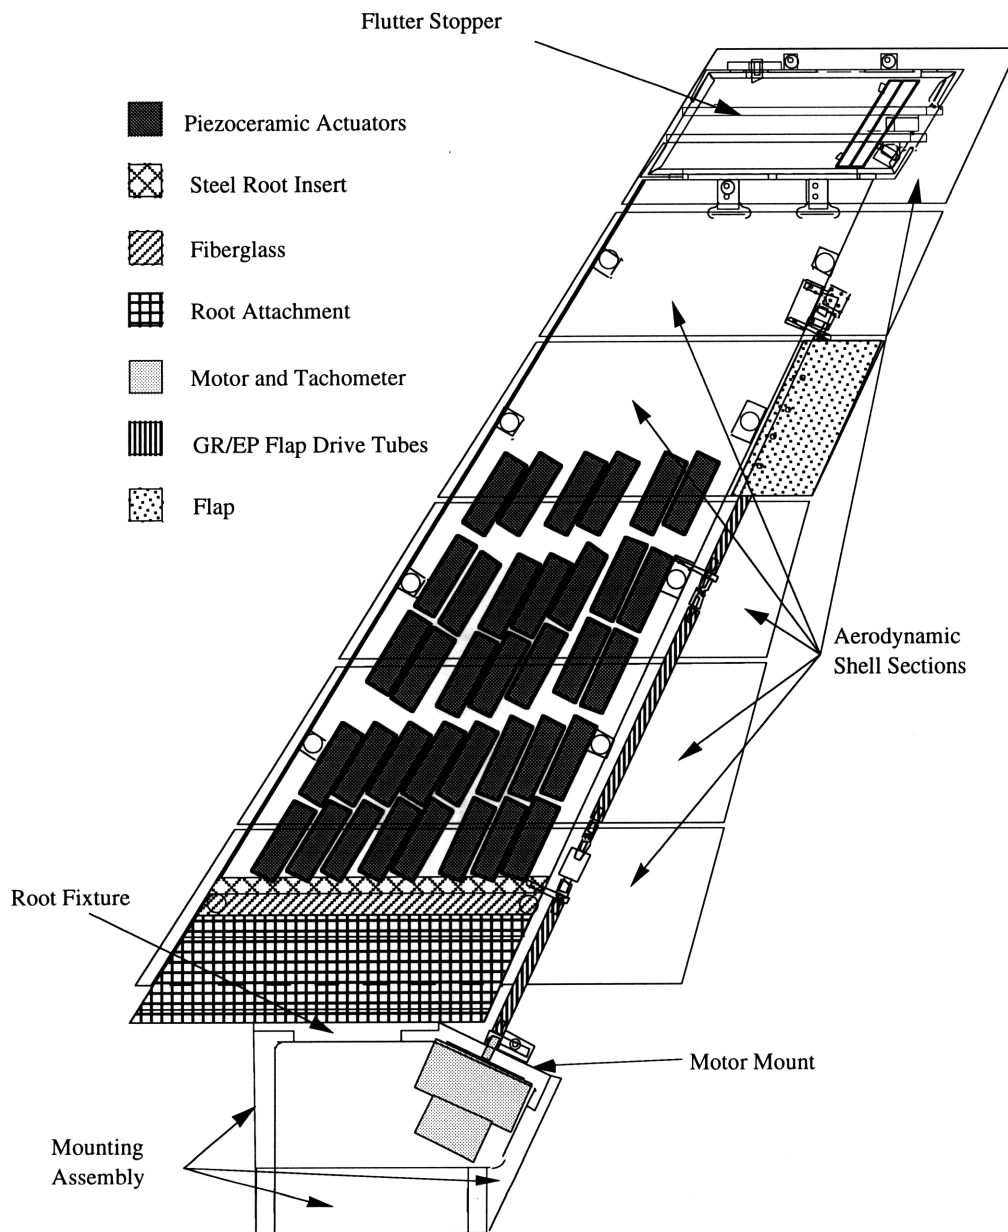 Flutter Stopper
Piezoceramic Actuators
Steel Root Insert
Fiberglass
Root Attachment
Motor and Tachometer
GR/EP Flap Drive Tubes
Flap
Aerodynamic
Shell Sections
Root Fixture
Motor Mount
Mounting
Assembly